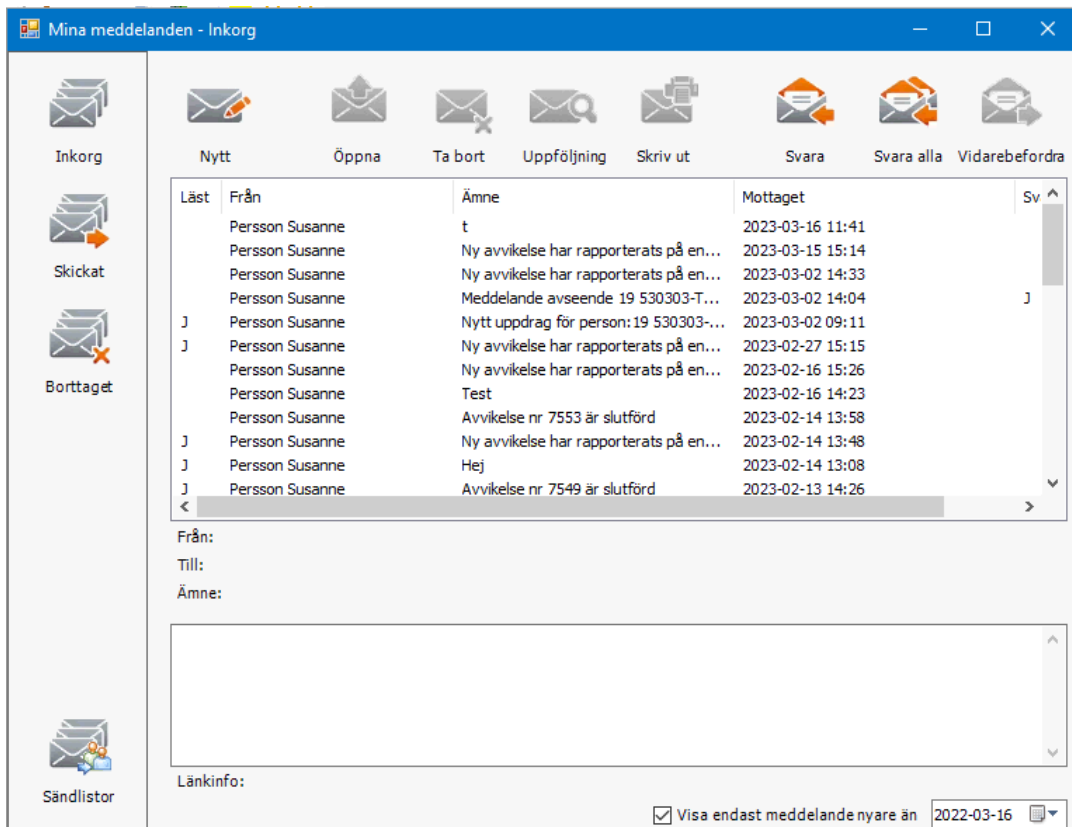 Mina meddelanden - Inkorg
Inkorg
Skickat
Borttaget
Sändlistor
Nytt Öppna Ta bort Uppföljning Skriv ut Svara Svara alla Vidarebefordra
Läst Från Ämne Mottaget Sv
Persson Susanne t 2023-03-16 11:41
Persson Susanne Ny avvikelse har rapporterats på en... 2023-03-15 15:14
Persson Susanne Ny avvikelse har rapporterats på en... 2023-03-02 14:33
Persson Susanne Meddelande avseende 19 530303-T... 2023-03-02 14:04 J
J Persson Susanne Nytt uppdrag för person:19 530303-... 2023-03-02 09:11
J Persson Susanne Ny avvikelse har rapporterats på en... 2023-02-27 15:15
Persson Susanne Ny avvikelse har rapporterats på en... 2023-02-16 15:26
Persson Susanne Test 2023-02-16 14:23
Persson Susanne Avvikelse nr 7553 är slutförd 2023-02-14 13:58
J Persson Susanne Ny avvikelse har rapporterats på en... 2023-02-14 13:48
J Persson Susanne Hej 2023-02-14 13:08
J Persson Susanne Avvikelse nr 7549 är slutförd 2023-02-13 14:26
Från:
Till:
Ämne:
Länkinfo:
Visa endast meddelande nyare än 2022-03-16